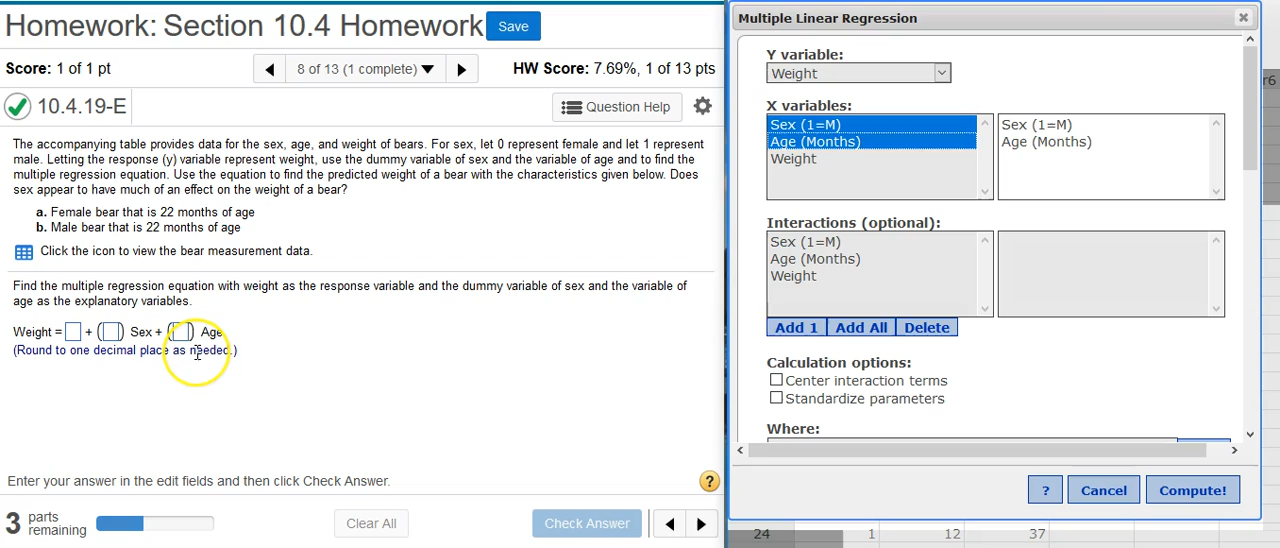 Homework: Section 10.4 Homework Save
Score: 1 of 1 pt
8 of 13 (1 complete)
HW Score: 7.69%, 1 of 13 pts
10.4.19-E
Question Help
The accompanying table provides data for the sex, age, and weight of bears. For sex, let 0 represent female and let 1 represent
male. Letting the response (y) variable represent weight, use the dummy variable of sex and the variable of age and to find the
multiple regression equation. Use the equation to find the predicted weight of a bear with the characteristics given below. Does
sex appear to have much of an effect on the weight of a bear?
a. Female bear that is 22 months of age
b. Male bear that is 22 months of age
Click the icon to view the bear measurement data.
Find the multiple regression equation with weight as the response variable and the dummy variable of sex and the variable of
age as the explanatory variables.
Weight = + ( ) Sex + ( ) Age
(Round to one decimal place as needed.)
Enter your answer in the edit fields and then click Check Answer.
?
3 parts
remaining
Clear All
Check Answer
Multiple Linear Regression
Y variable:
Weight
X variables:
Sex (1=M)
Age (Months)
Weight
Sex (1=M)
Age (Months)
Interactions (optional):
Sex (1=M)
Age (Months)
Weight
Add 1 Add All Delete
Calculation options:
Center interaction terms
Standardize parameters
Where:
? Cancel Compute!
r6
24 1 12 37